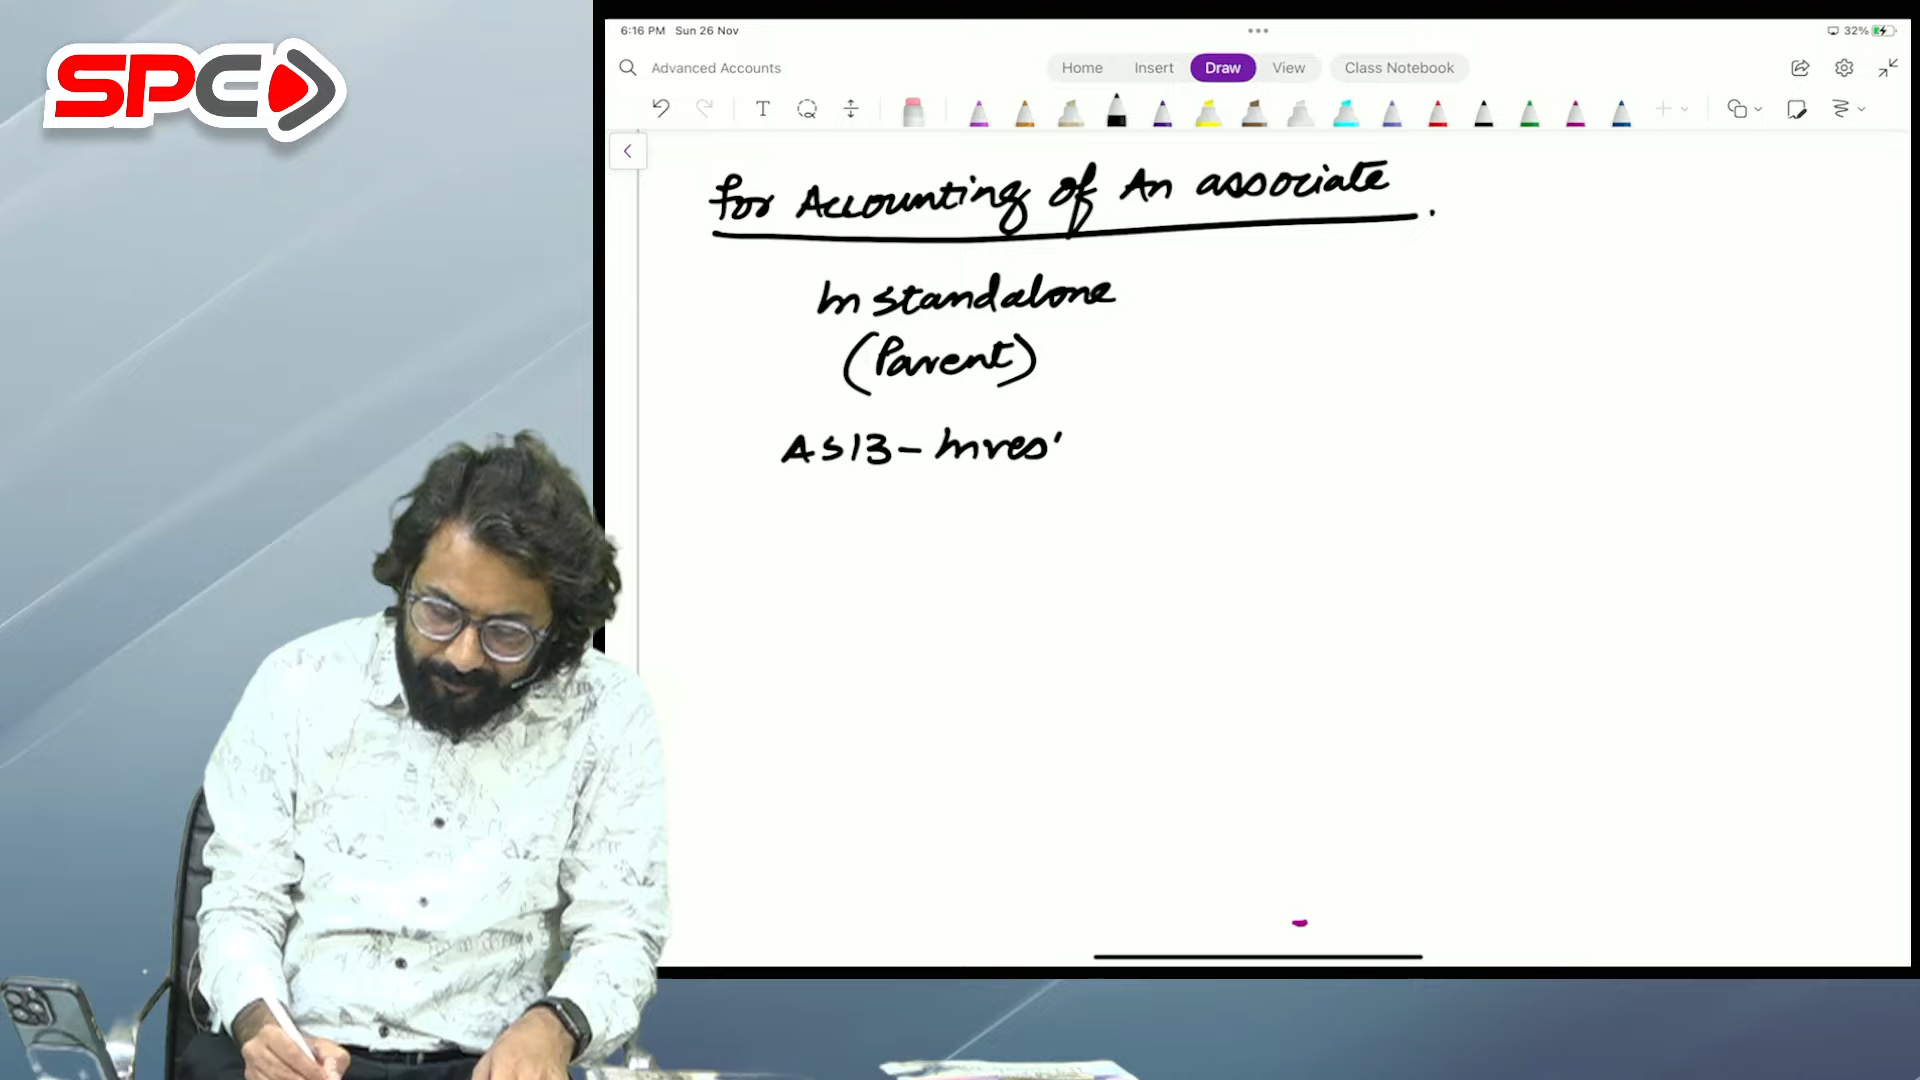 SPE
6:16 PM Sun 26 Nov
32%
Advanced Accounts
Home Insert Draw View Class Notebook
T
For Accounting of An associate.
In standalone
(Parent)
AS13 - Inves